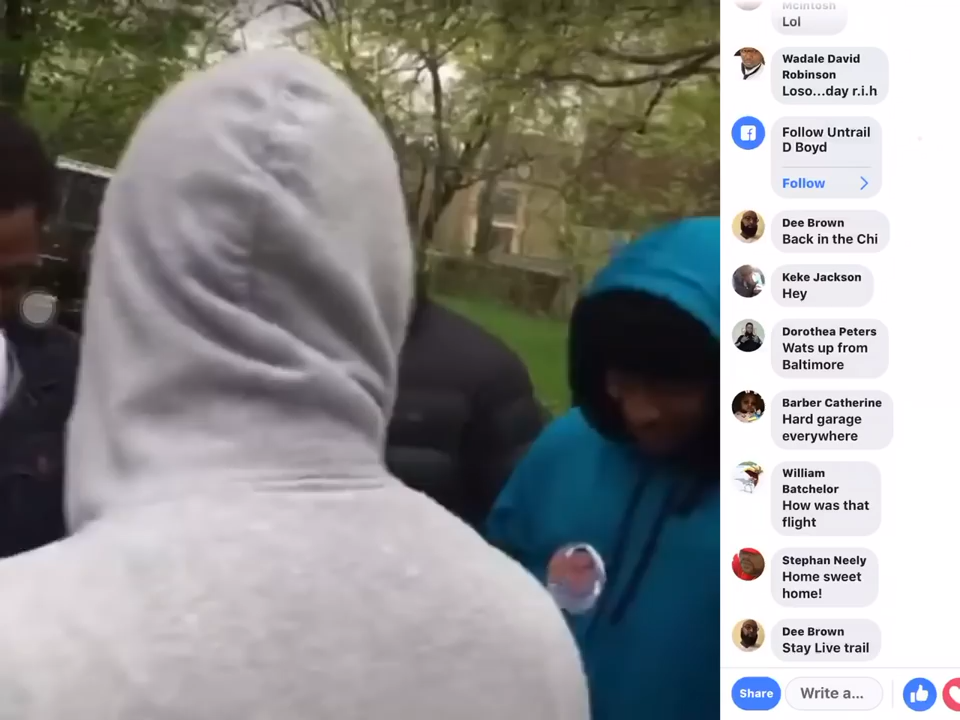 Mcintosh
Lol
Wadale David
Robinson
Loso...day r.i.h
Follow Untrail
D Boyd
Follow
Dee Brown
Back in the Chi
Keke Jackson
Hey
Dorothea Peters
Wats up from
Baltimore
Barber Catherine
Hard garage
everywhere
William
Batchelor
How was that
flight
Stephan Neely
Home sweet
home!
Dee Brown
Stay Live trail
Share
Write a...